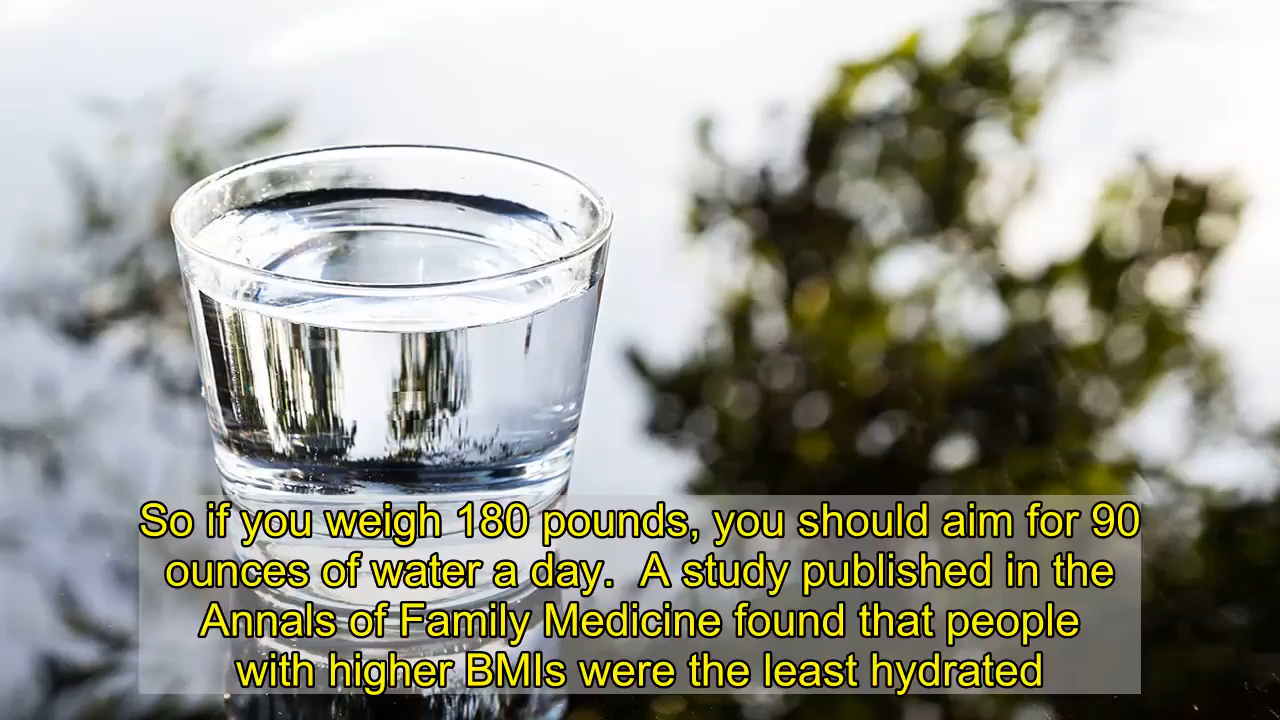 So if you weigh 180 pounds, you should aim for 90
ounces of water a day.  A study published in the
Annals of Family Medicine found that people
with higher BMIs were the least hydrated